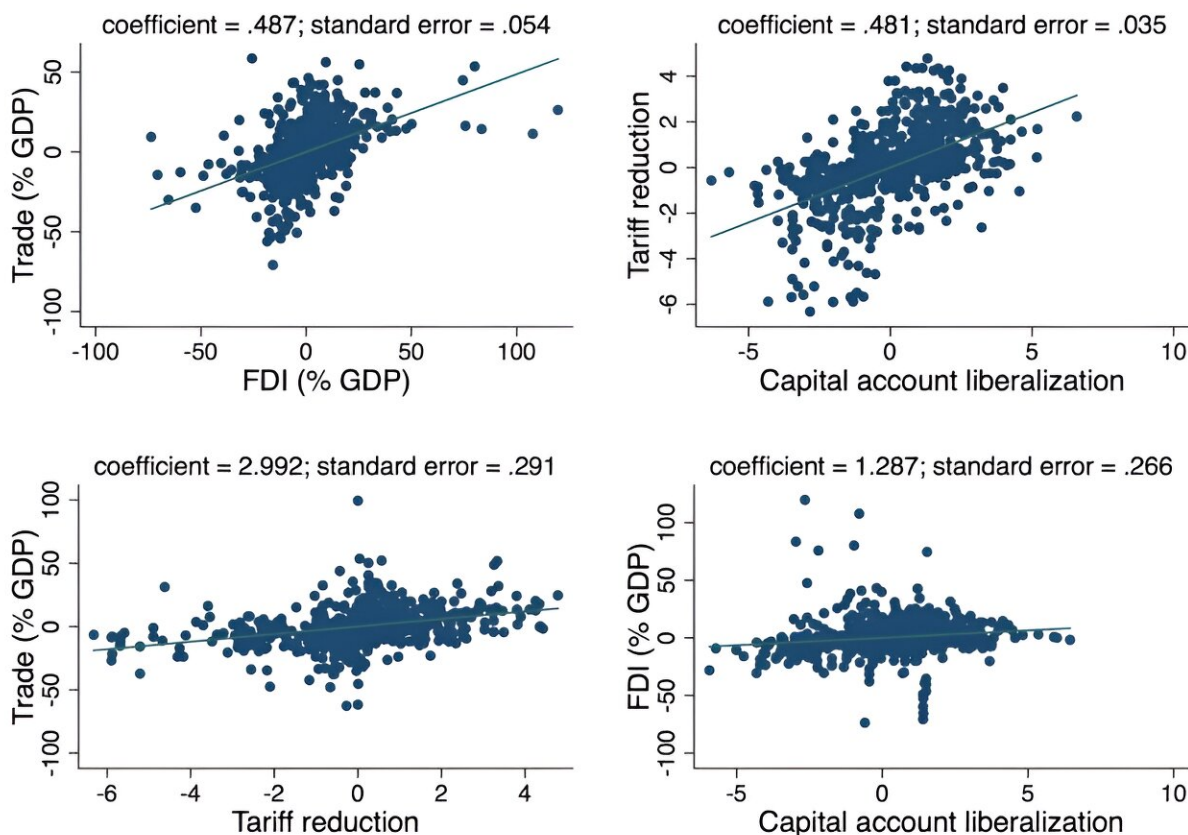 coefficient = .487; standard error = .054
Trade (% GDP)
50
0
-50
-100
-100 -50 0 50 100
FDI (% GDP)
coefficient = .481; standard error = .035
Tariff reduction
4
2
0
-2
-4
-6
-5 0 5 10
Capital account liberalization
coefficient = 2.992; standard error = .291
Trade (% GDP)
100
50
0
-50
-100
-6 -4 -2 0 2 4
Tariff reduction
coefficient = 1.287; standard error = .266
FDI (% GDP)
100
50
0
-50
-100
-5 0 5 10
Capital account liberalization